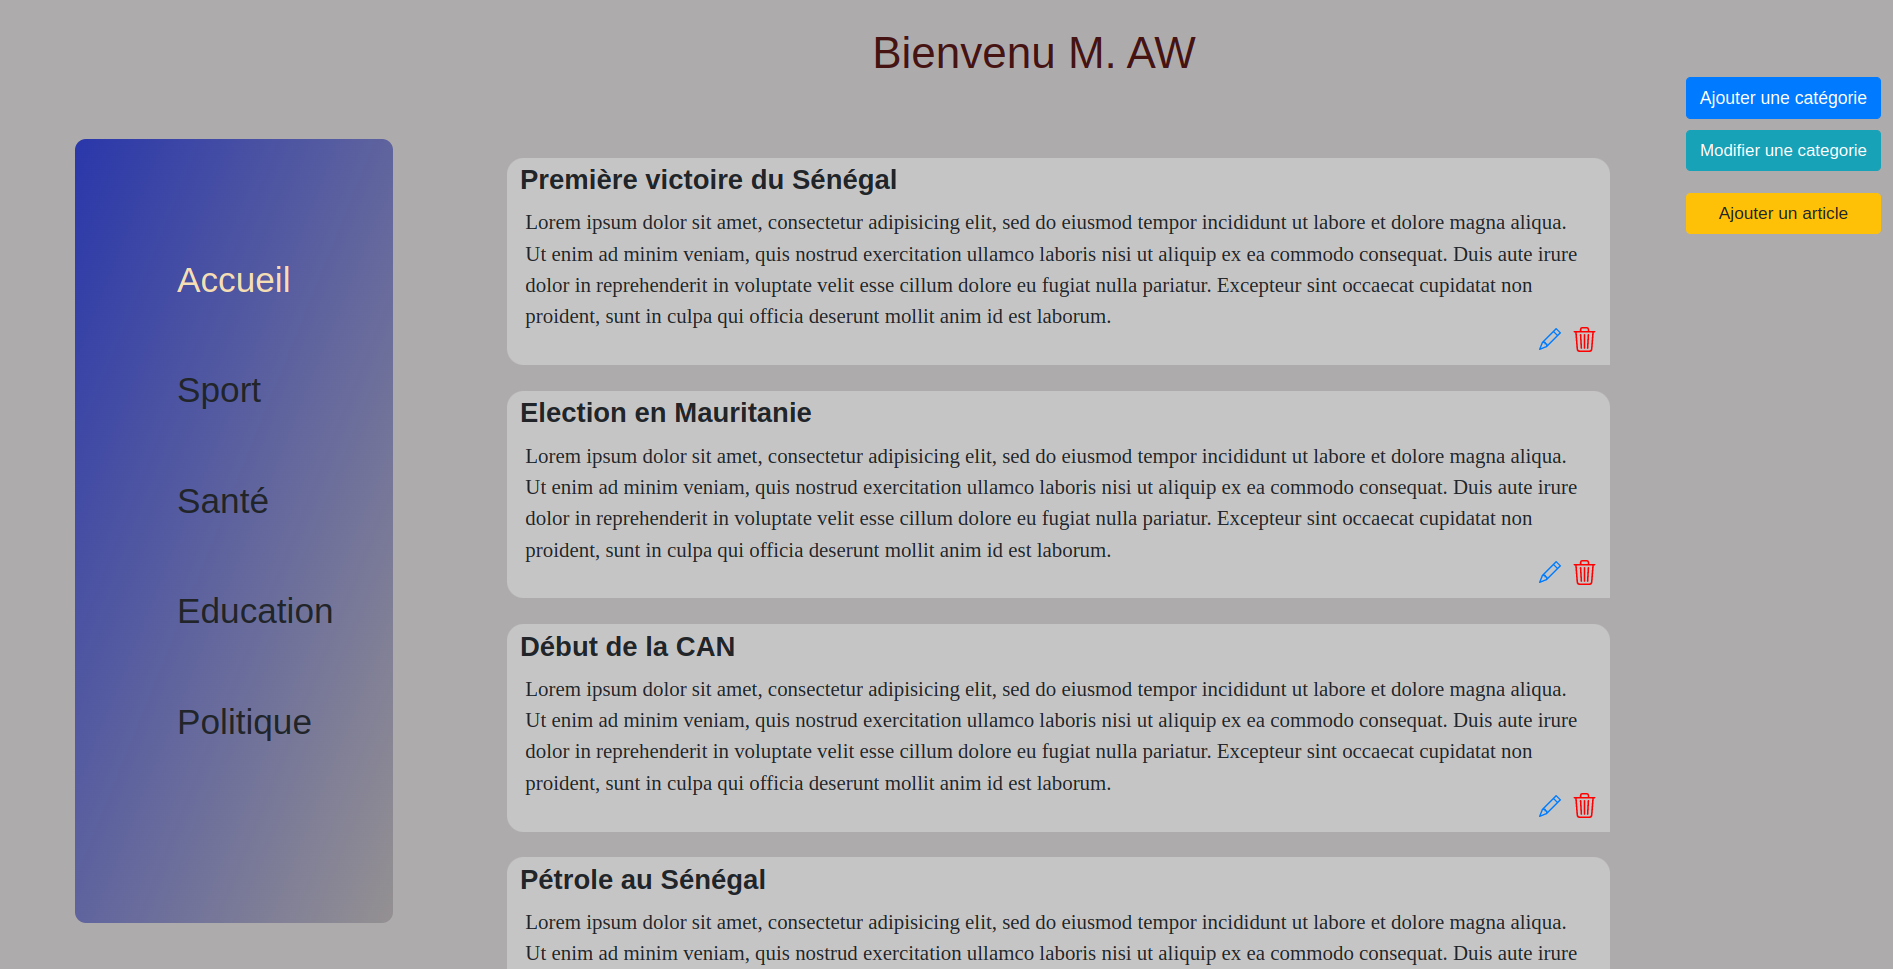 Bienvenu M. AW
Ajouter une catégorie
Modifier une categorie
Ajouter un article
Accueil
Sport
Santé
Education
Politique
Première victoire du Sénégal
Lorem ipsum dolor sit amet, consectetur adipisicing elit, sed do eiusmod tempor incididunt ut labore et dolore magna aliqua.
Ut enim ad minim veniam, quis nostrud exercitation ullamco laboris nisi ut aliquip ex ea commodo consequat. Duis aute irure
dolor in reprehenderit in voluptate velit esse cillum dolore eu fugiat nulla pariatur. Excepteur sint occaecat cupidatat non
proident, sunt in culpa qui officia deserunt mollit anim id est laborum.
Election en Mauritanie
Lorem ipsum dolor sit amet, consectetur adipisicing elit, sed do eiusmod tempor incididunt ut labore et dolore magna aliqua.
Ut enim ad minim veniam, quis nostrud exercitation ullamco laboris nisi ut aliquip ex ea commodo consequat. Duis aute irure
dolor in reprehenderit in voluptate velit esse cillum dolore eu fugiat nulla pariatur. Excepteur sint occaecat cupidatat non
proident, sunt in culpa qui officia deserunt mollit anim id est laborum.
Début de la CAN
Lorem ipsum dolor sit amet, consectetur adipisicing elit, sed do eiusmod tempor incididunt ut labore et dolore magna aliqua.
Ut enim ad minim veniam, quis nostrud exercitation ullamco laboris nisi ut aliquip ex ea commodo consequat. Duis aute irure
dolor in reprehenderit in voluptate velit esse cillum dolore eu fugiat nulla pariatur. Excepteur sint occaecat cupidatat non
proident, sunt in culpa qui officia deserunt mollit anim id est laborum.
Pétrole au Sénégal
Lorem ipsum dolor sit amet, consectetur adipisicing elit, sed do eiusmod tempor incididunt ut labore et dolore magna aliqua.
Ut enim ad minim veniam, quis nostrud exercitation ullamco laboris nisi ut aliquip ex ea commodo consequat. Duis aute irure